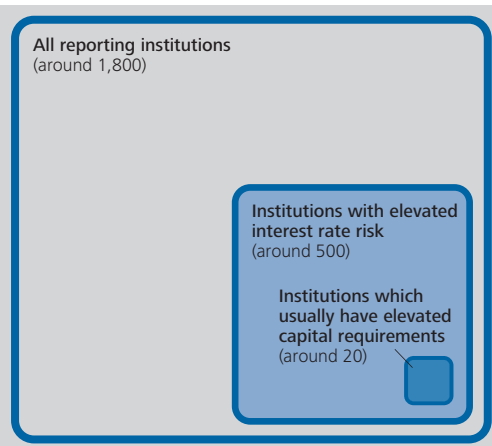 All reporting institutions
(around 1,800)
Institutions with elevated
interest rate risk
(around 500)
Institutions which
usually have elevated
capital requirements
(around 20)